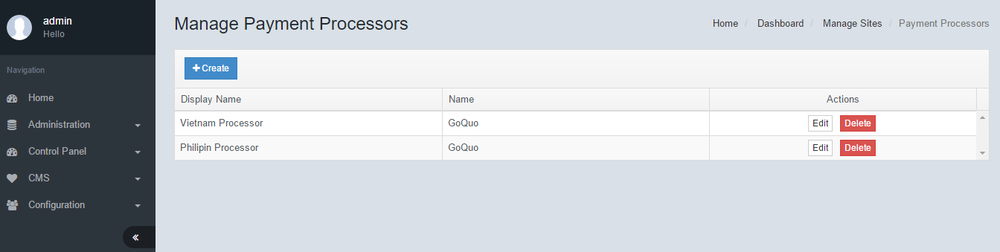 admin
Hello
Navigation
Home
Administration
Control Panel
CMS
Configuration
Manage Payment Processors
Home / Dashboard / Manage Sites / Payment Processors
Create
Display Name Name Actions
Vietnam Processor GoQuo Edit Delete
Philipin Processor GoQuo Edit Delete